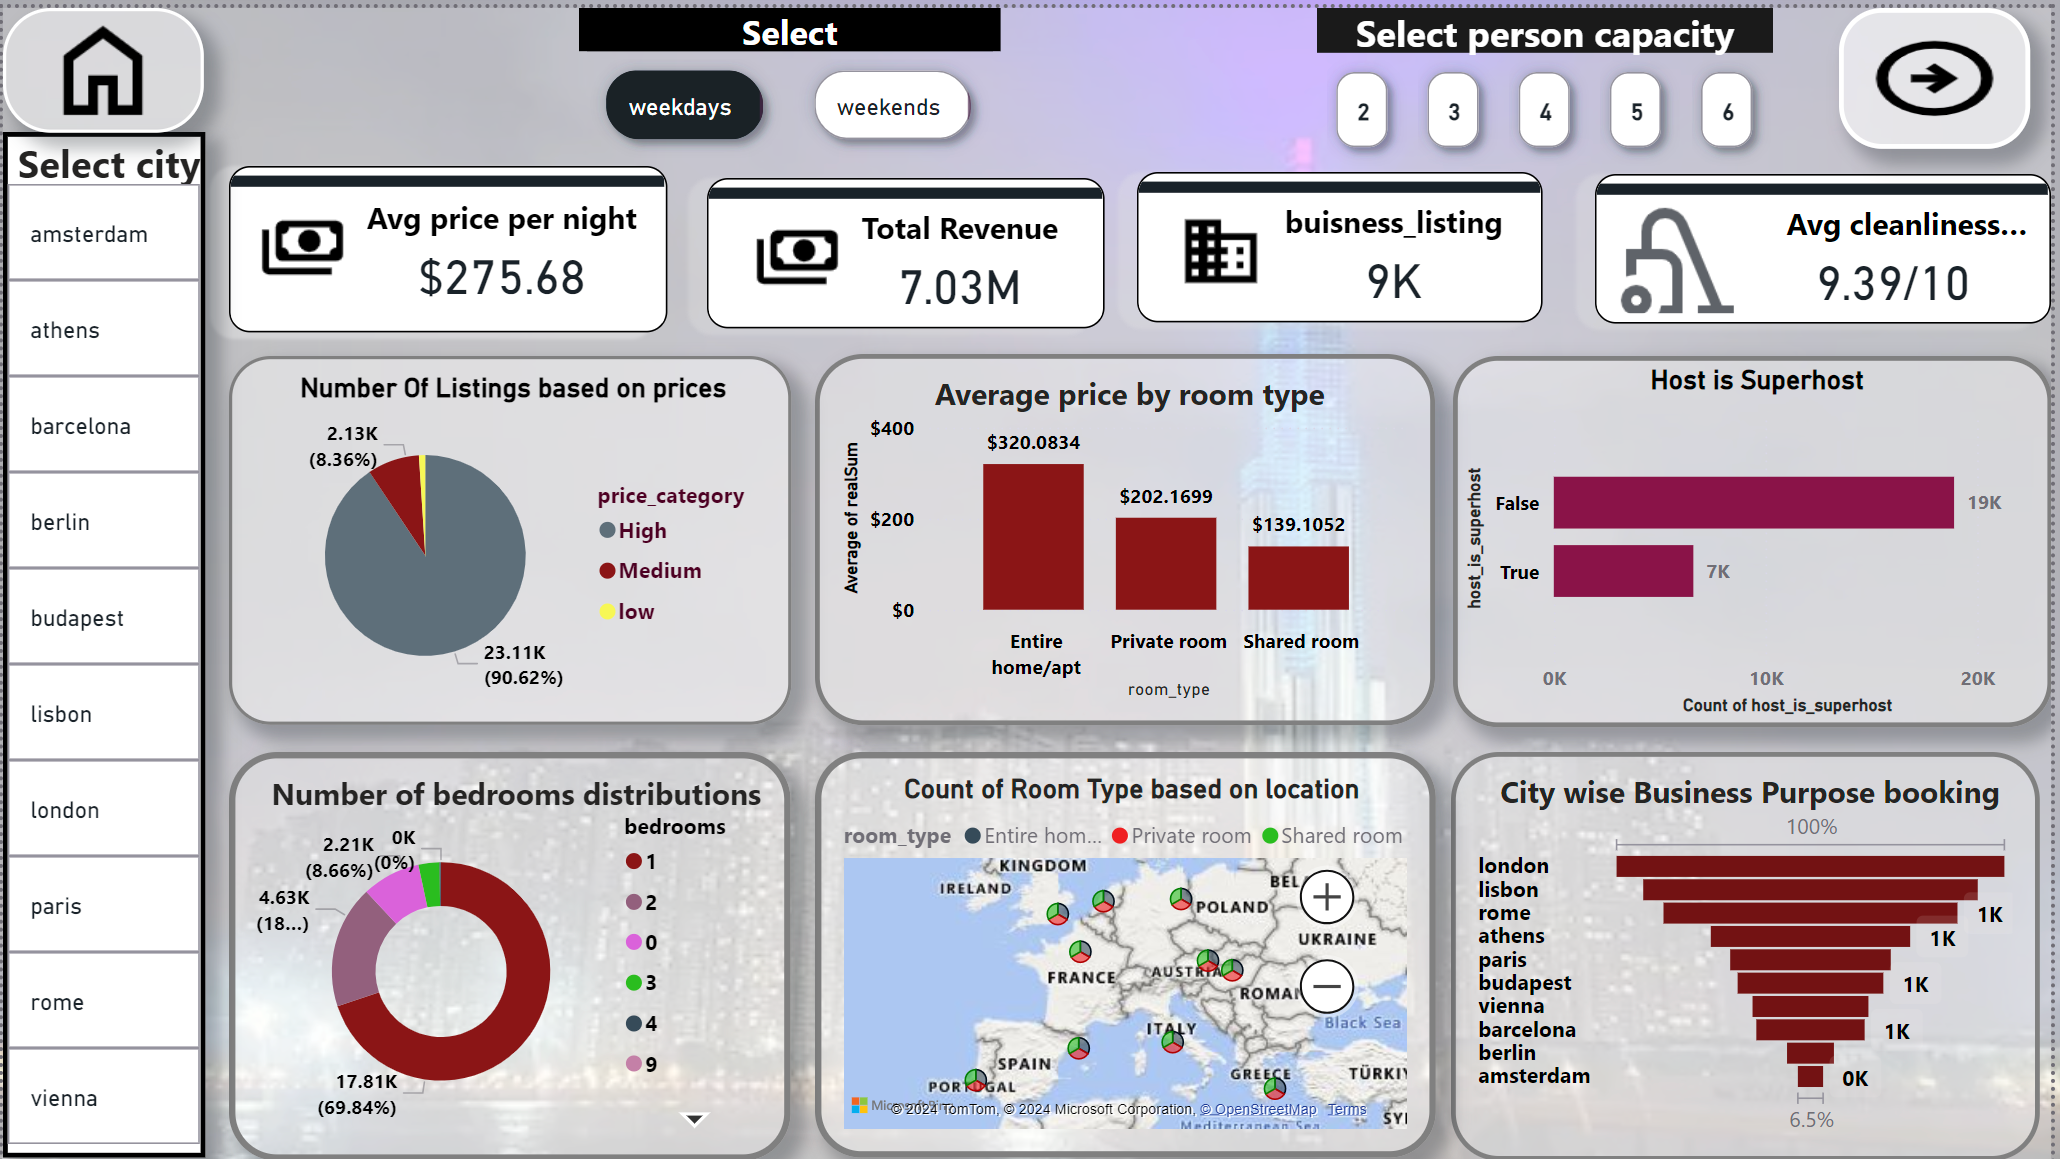 Select
Select person capacity
weekdays
weekends
2
3
4
5
6
Select city
amsterdam
athens
barcelona
berlin
budapest
lisbon
london
paris
rome
vienna
Avg price per night
$275.68
Total Revenue
7.03M
buisness_listing
9K
Avg cleanliness...
9.39/10
Number Of Listings based on prices
2.13K
(8.36%)
23.11K
(90.62%)
price_category
High
Medium
low
Average price by room type
Average of realSum
$400
$200
$0
$320.0834
$202.1699
$139.1052
Entire
home/apt
Private room
Shared room
room_type
Host is Superhost
host_is_superhost
False
19K
True
7K
0K
10K
20K
Count of host_is_superhost
Number of bedrooms distributions
0K
(0%)
2.21K
(8.66%)
4.63K
(18...)
17.81K
(69.84%)
bedrooms
1
2
0
3
4
9
Count of Room Type based on location
room_type Entire hom... Private room Shared room
KINGDOM
IRELAND
BEL
POLAND
UKRAINE
FRANCE
AUSTRIA
ROMAN
Black Sea
ITALY
SPAIN
PORTUGAL
GREECE
TÜRKIY
© 2024 TomTom, © 2024 Microsoft Corporation, © OpenStreetMap Terms
Mediterranean Sea
SY
City wise Business Purpose booking
100%
london
lisbon
rome
1K
athens
1K
paris
budapest
1K
vienna
barcelona
1K
berlin
amsterdam
0K
6.5%